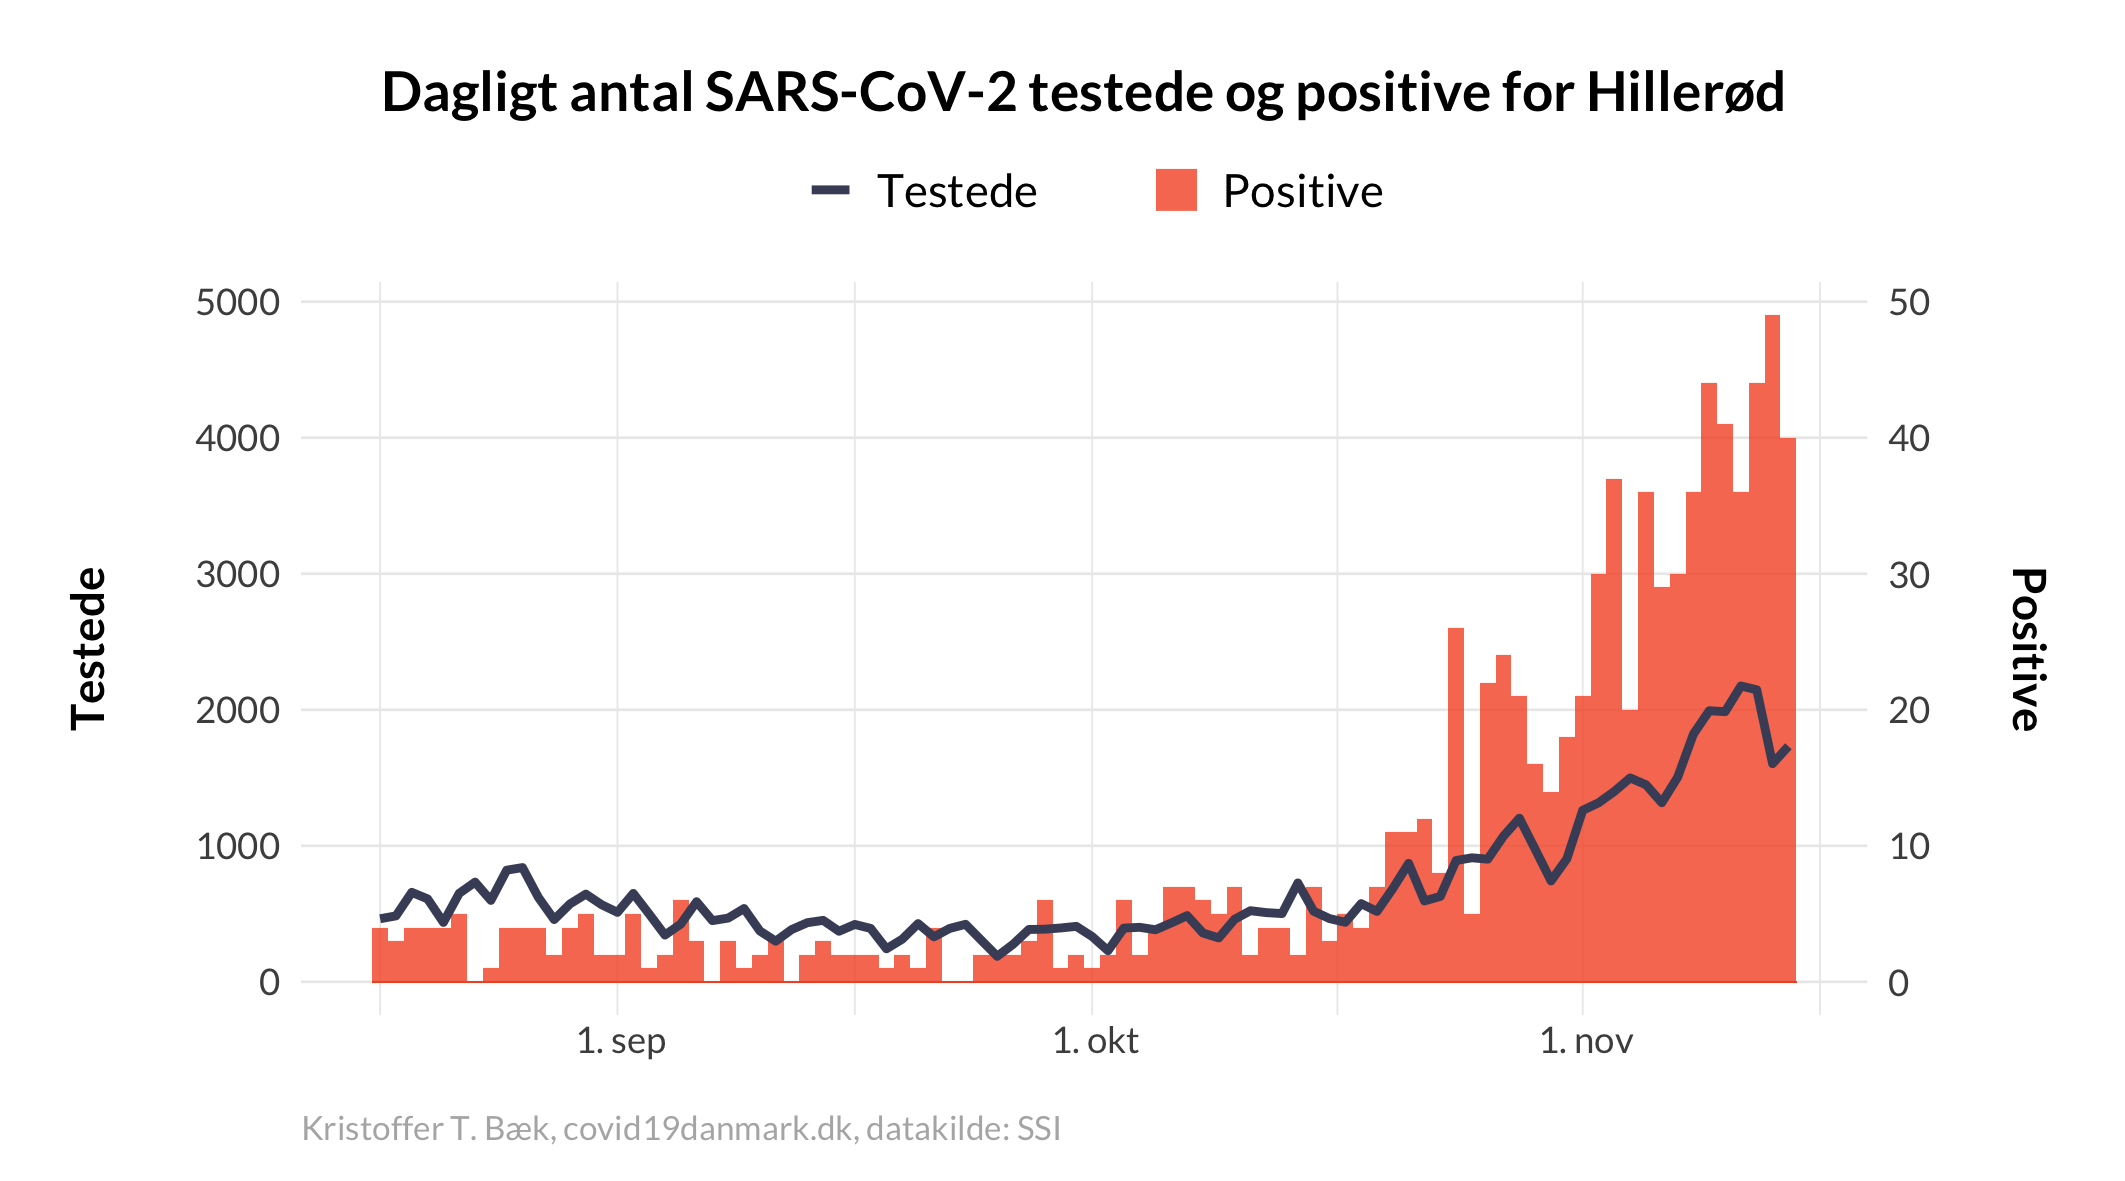 Dagligt antal SARS-CoV-2 testede og positive for Hillerød
Testede Positive
5000 50
4000 40
3000 30
2000 20
1000 10
0 0
Testede
Positive
1. sep 1. okt 1. nov
Kristoffer T. Bæk, covid19danmark.dk, datakilde: SSI